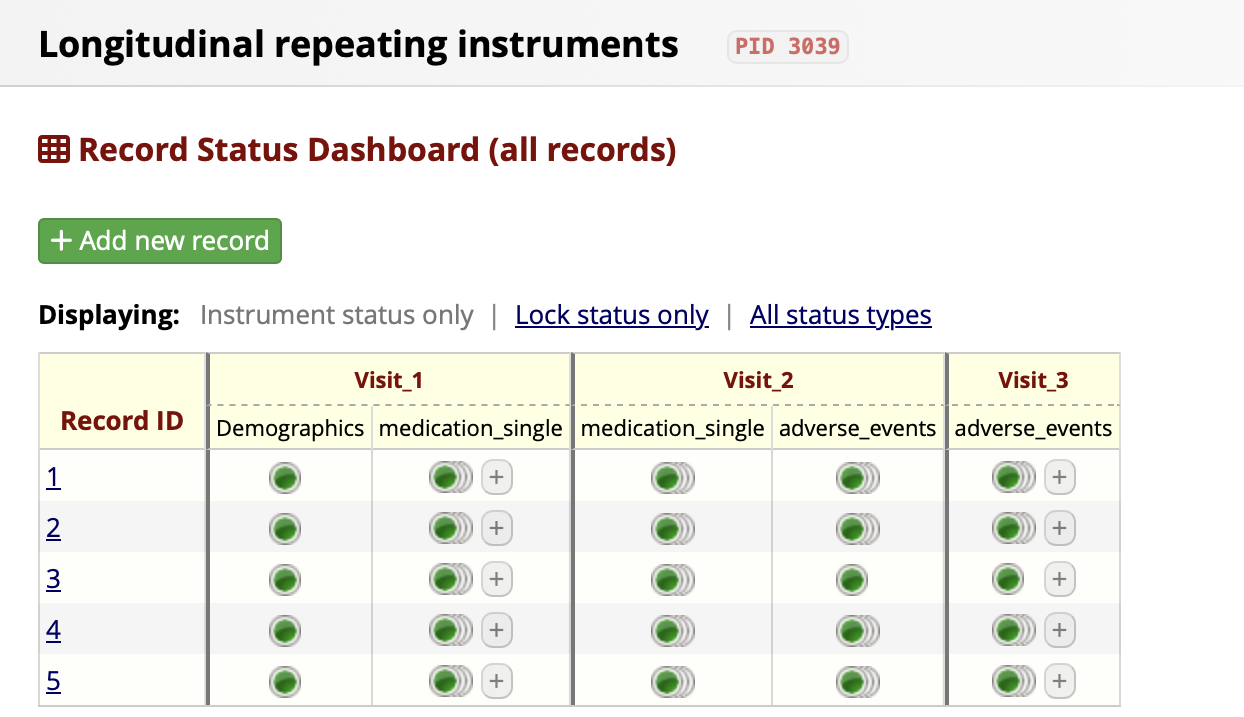 Longitudinal repeating instruments PID 3039
Record Status Dashboard (all records)
+ Add new record
Displaying: Instrument status only | Lock status only | All status types
Record ID Visit_1 Visit_2 Visit_3
Demographics medication_single medication_single adverse_events adverse_events
1 + +
2 + +
3 + +
4 + +
5 + +